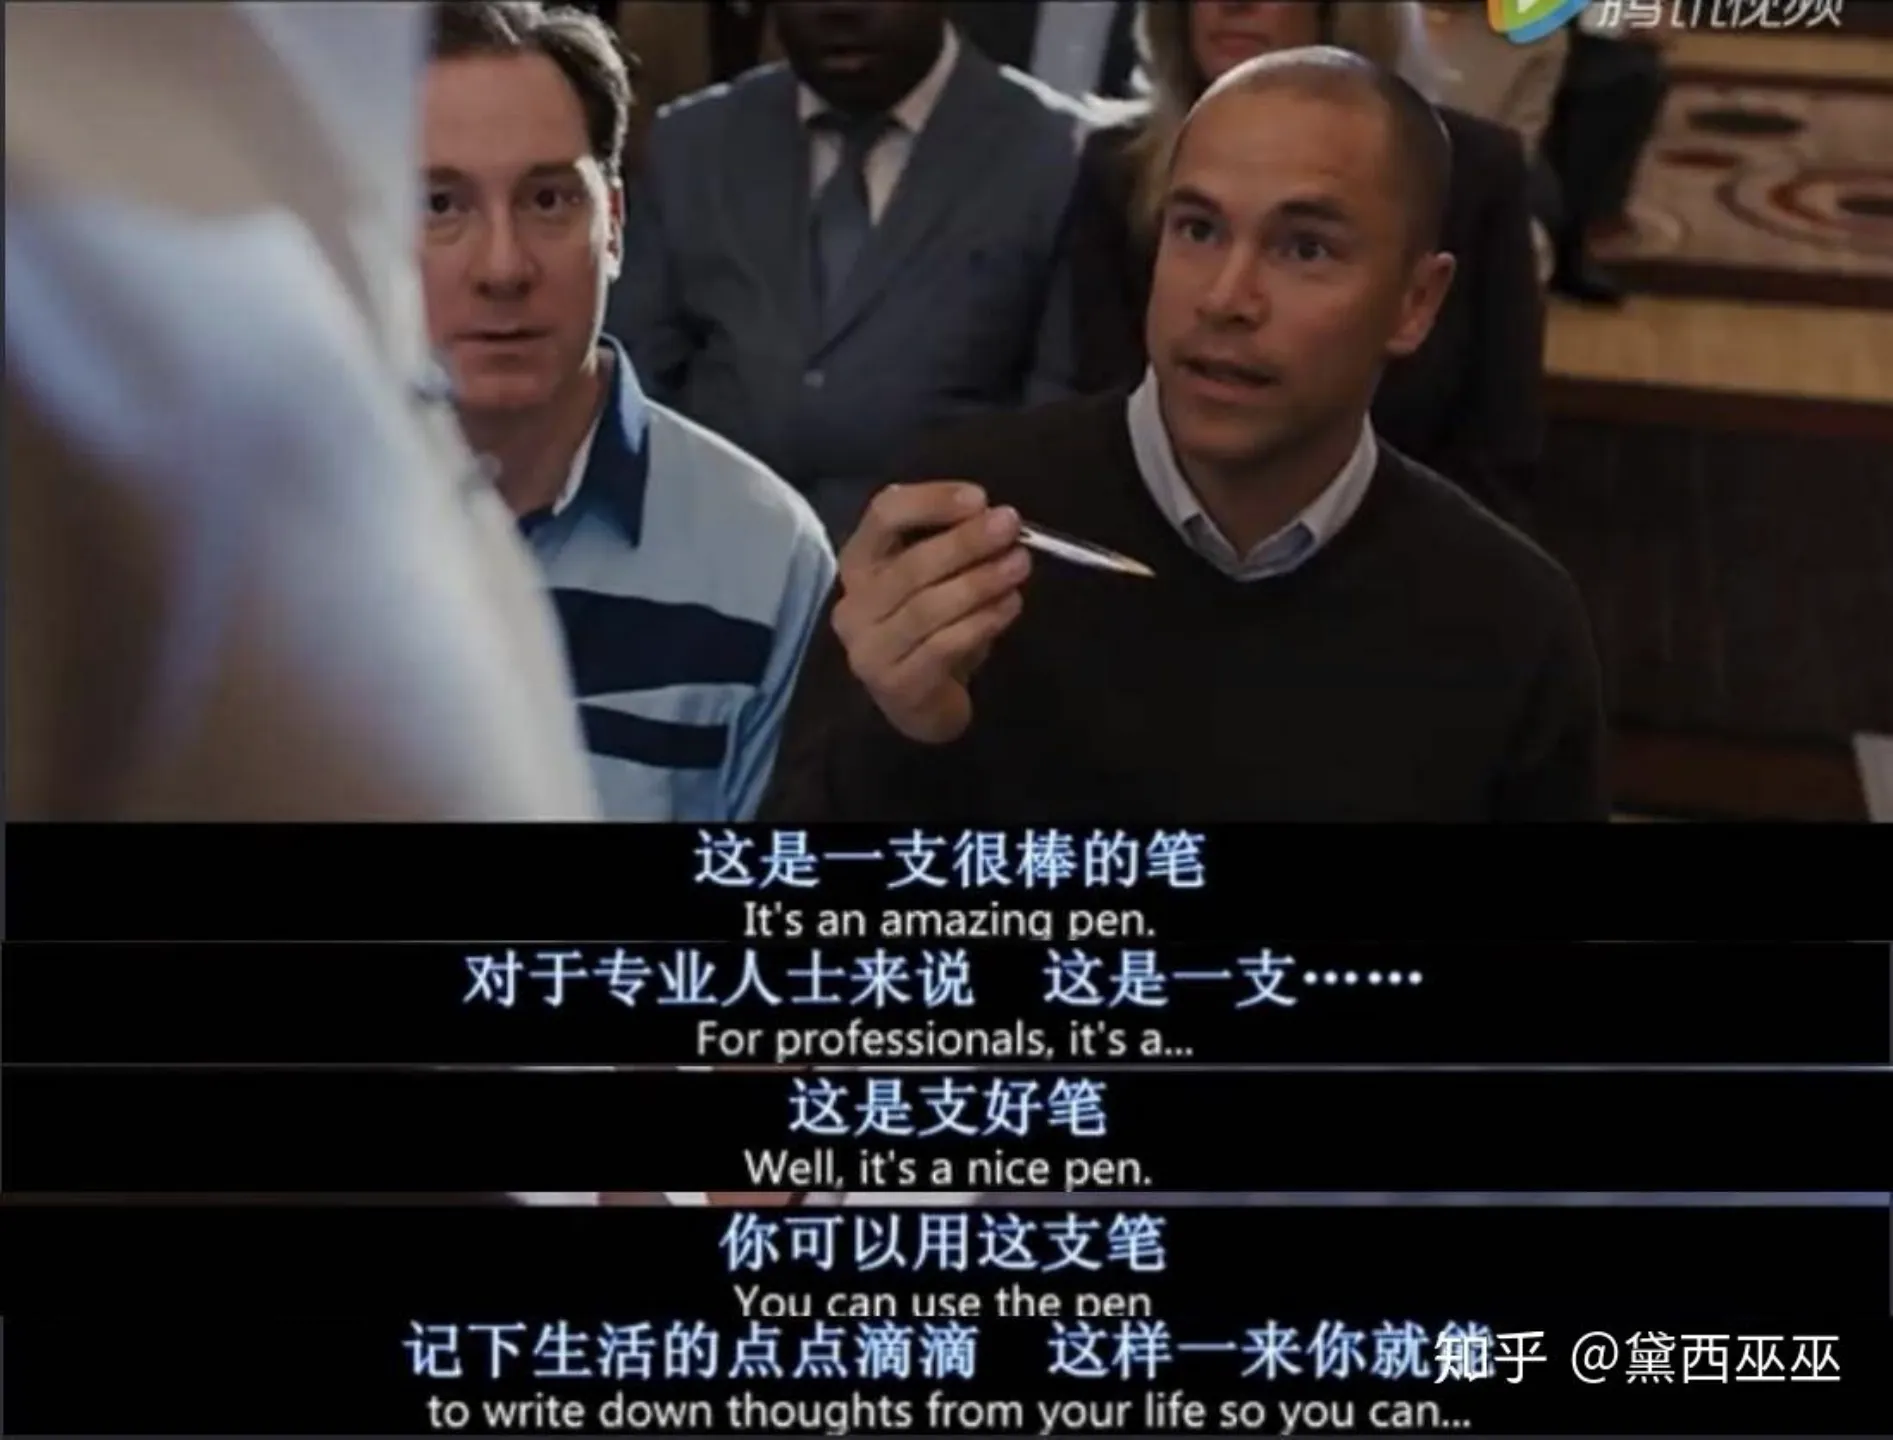 腾讯视频
这是一支很棒的笔
It's an amazing pen.
对于专业人士来说 这是一支……
For professionals, it's a...
这是支好笔
Well, it's a nice pen.
你可以用这支笔
You can use the pen
记下生活的点点滴滴 这样一来你就能
to write down thoughts from your life so you can...
知乎 @黛西巫巫